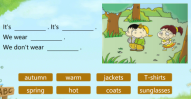 It's ________ . It's ________ .
We wear ________ .
We don't wear ________ .
autumn warm jackets T-shirts
spring hot coats sunglasses
ABC